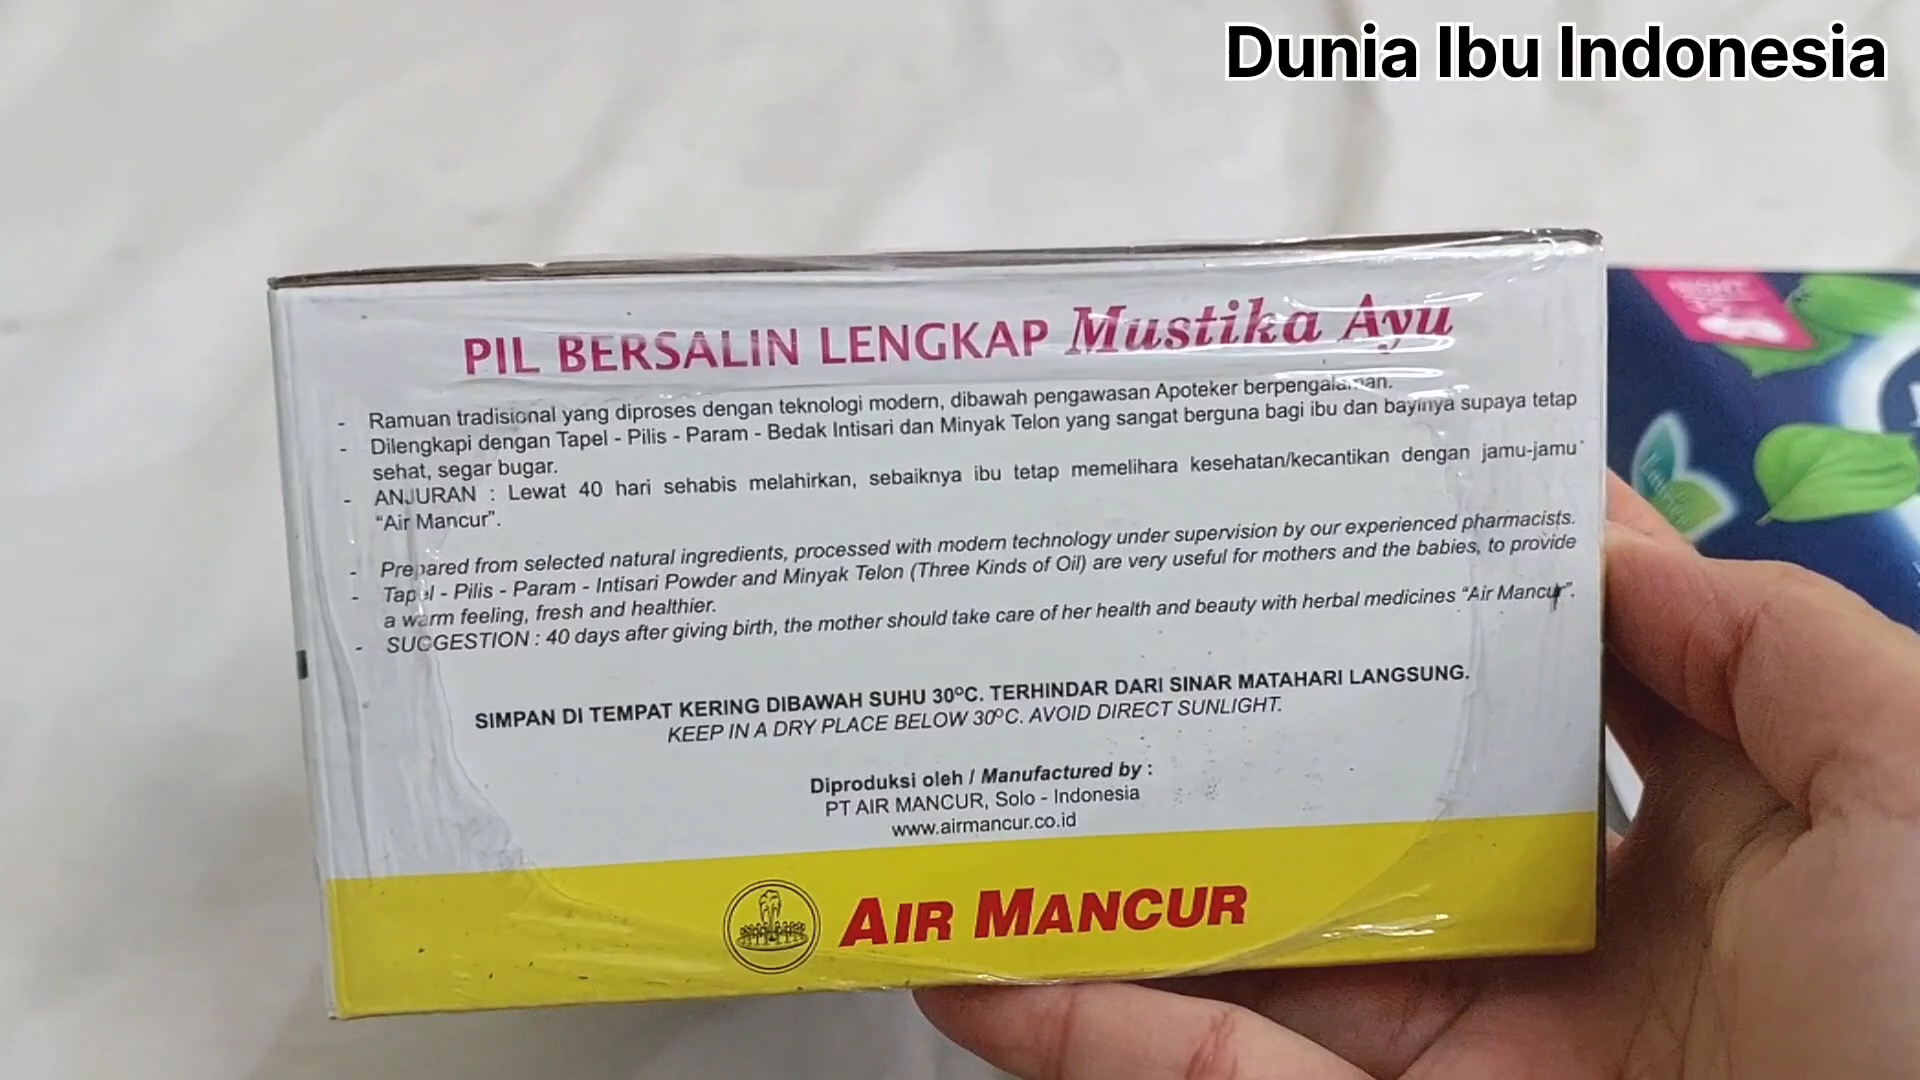 Dunia Ibu Indonesia
PIL BERSALIN LENGKAP Mustika Ayu
- Ramuan tradisional yang diproses dengan teknologi modern, dibawah pengawasan Apoteker berpengalaman.
- Dilengkapi dengan Tapel - Pilis - Param - Bedak Intisari dan Minyak Telon yang sangat berguna bagi ibu dan bayinya supaya tetap
sehat, segar bugar.
- ANJURAN : Lewat 40 hari sehabis melahirkan, sebaiknya ibu tetap memelihara kesehatan/kecantikan dengan jamu-jamu
“Air Mancur”.
- Prepared from selected natural ingredients, processed with modern technology under supervision by our experienced pharmacists.
- Tapel - Pilis - Param - Intisari Powder and Minyak Telon (Three Kinds of Oil) are very useful for mothers and the babies, to provide
a warm feeling, fresh and healthier.
- SUGGESTION : 40 days after giving birth, the mother should take care of her health and beauty with herbal medicines “Air Mancur”.
SIMPAN DI TEMPAT KERING DIBAWAH SUHU 30ºC. TERHINDAR DARI SINAR MATAHARI LANGSUNG.
KEEP IN A DRY PLACE BELOW 30ºC. AVOID DIRECT SUNLIGHT.
Diproduksi oleh / Manufactured by :
PT AIR MANCUR, Solo - Indonesia
www.airmancur.co.id
AIR MANCUR
NIGHT